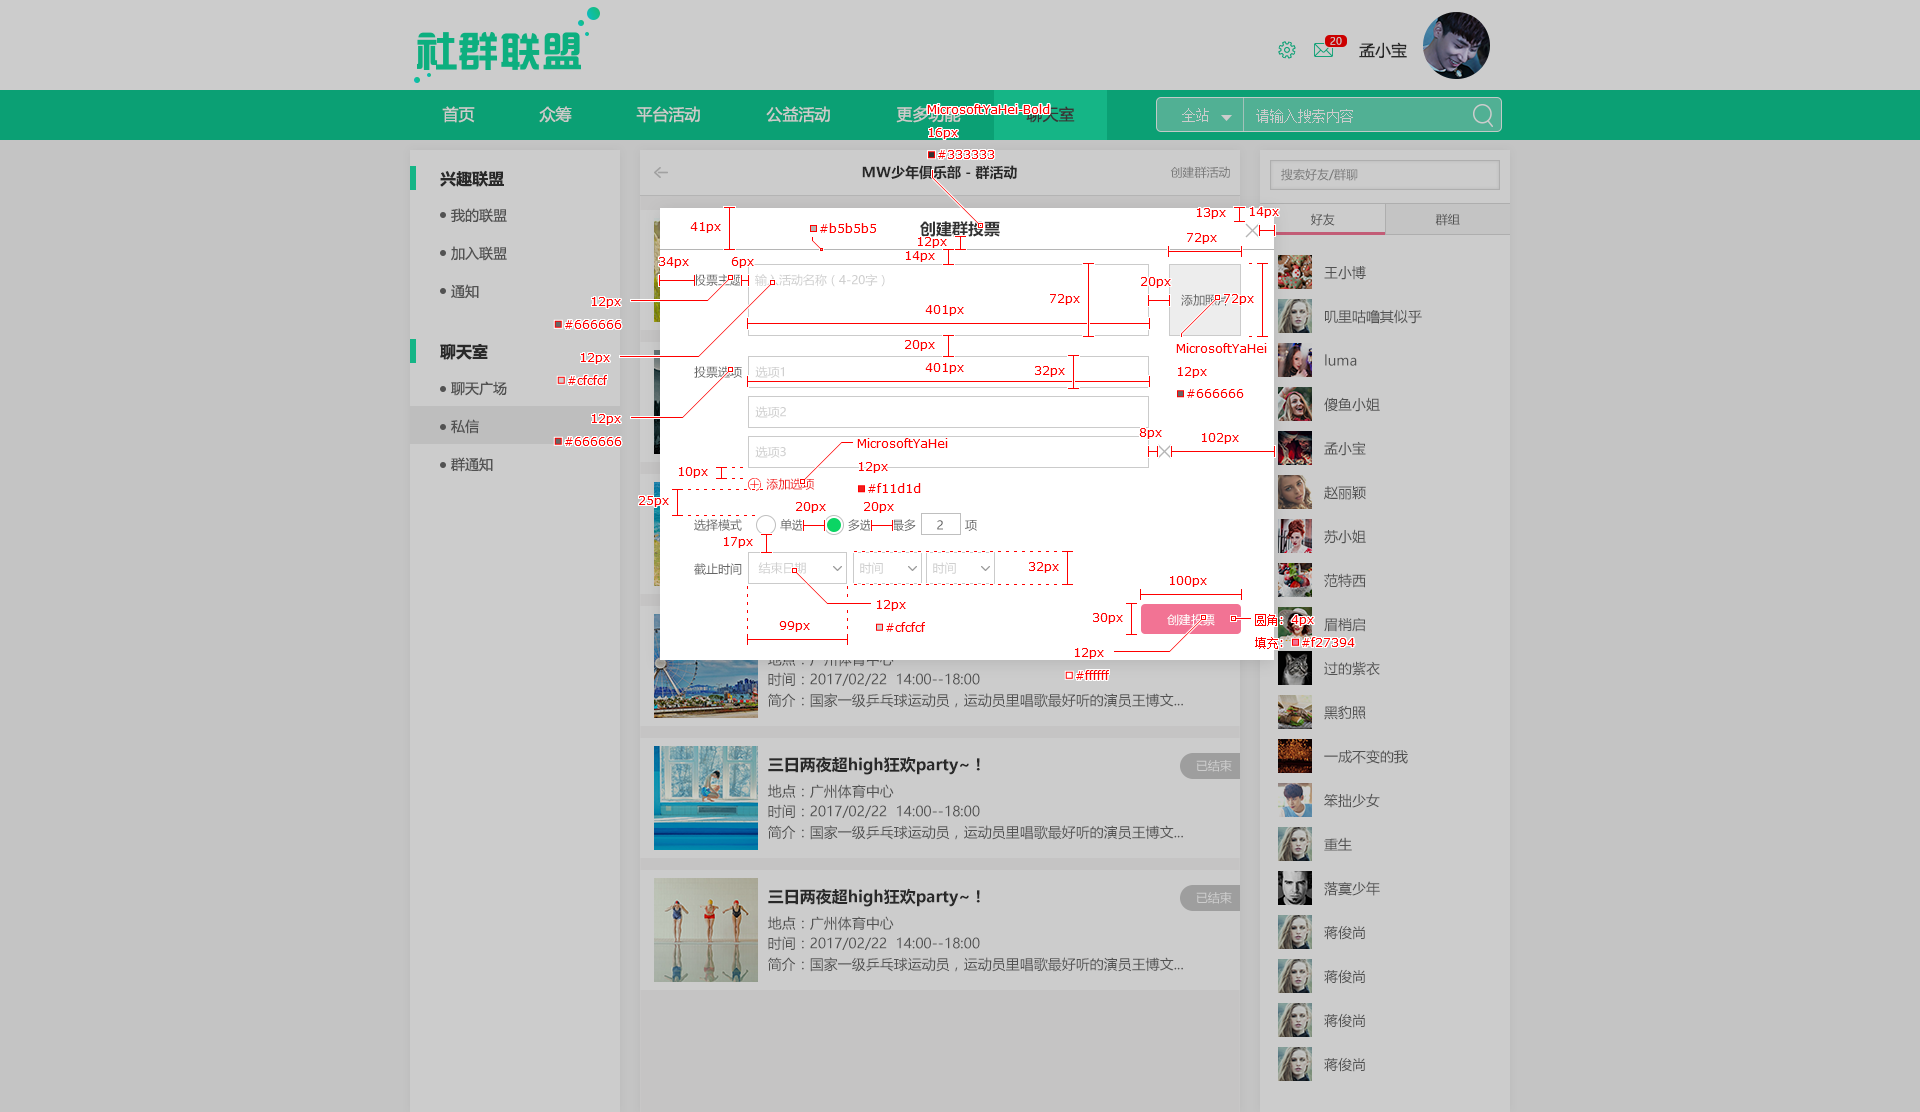 社群联盟
20
孟小宝
首页
众筹
平台活动
公益活动
更多功能
聊天室
全站
请输入搜索内容
MicrosoftYaHei-Bold
16px
#333333
兴趣联盟
我的联盟
加入联盟
通知
聊天室
聊天广场
私信
群通知
MW少年俱乐部 - 群活动
创建群活动
创建群投票
41px
#b5b5b5
12px
14px
13px
14px
72px
34px
6px
投票主题
输入活动名称（4-20字）
72px
401px
20px
添加照片
72px
12px
#666666
20px
MicrosoftYaHei
12px
#666666
12px
#cfcfcf
投票选项
选项1
401px
32px
12px
#666666
选项2
选项3
8px
102px
MicrosoftYaHei
12px
#f11d1d
10px
添加选项
25px
20px
20px
选择模式
单选
多选
最多
2
项
17px
截止时间
结束日期
时间
时间
32px
12px
#cfcfcf
99px
100px
30px
创建投票
圆角：4px
填充：#f27394
12px
#ffffff
地点：广州体育中心
时间：2017/02/22 14:00--18:00
简介：国家一级乒乓球运动员，运动员里唱歌最好听的演员王博文...
三日两夜超high狂欢party~！
已结束
地点：广州体育中心
时间：2017/02/22 14:00--18:00
简介：国家一级乒乓球运动员，运动员里唱歌最好听的演员王博文...
三日两夜超high狂欢party~！
已结束
地点：广州体育中心
时间：2017/02/22 14:00--18:00
简介：国家一级乒乓球运动员，运动员里唱歌最好听的演员王博文...
搜索好友/群聊
好友
群组
王小博
叽里咕噜其似乎
luma
傻鱼小姐
孟小宝
赵丽颖
苏小姐
范特西
眉梢启
过的紫衣
黑豹照
一成不变的我
笨拙少女
重生
落寞少年
蒋俊尚
蒋俊尚
蒋俊尚
蒋俊尚